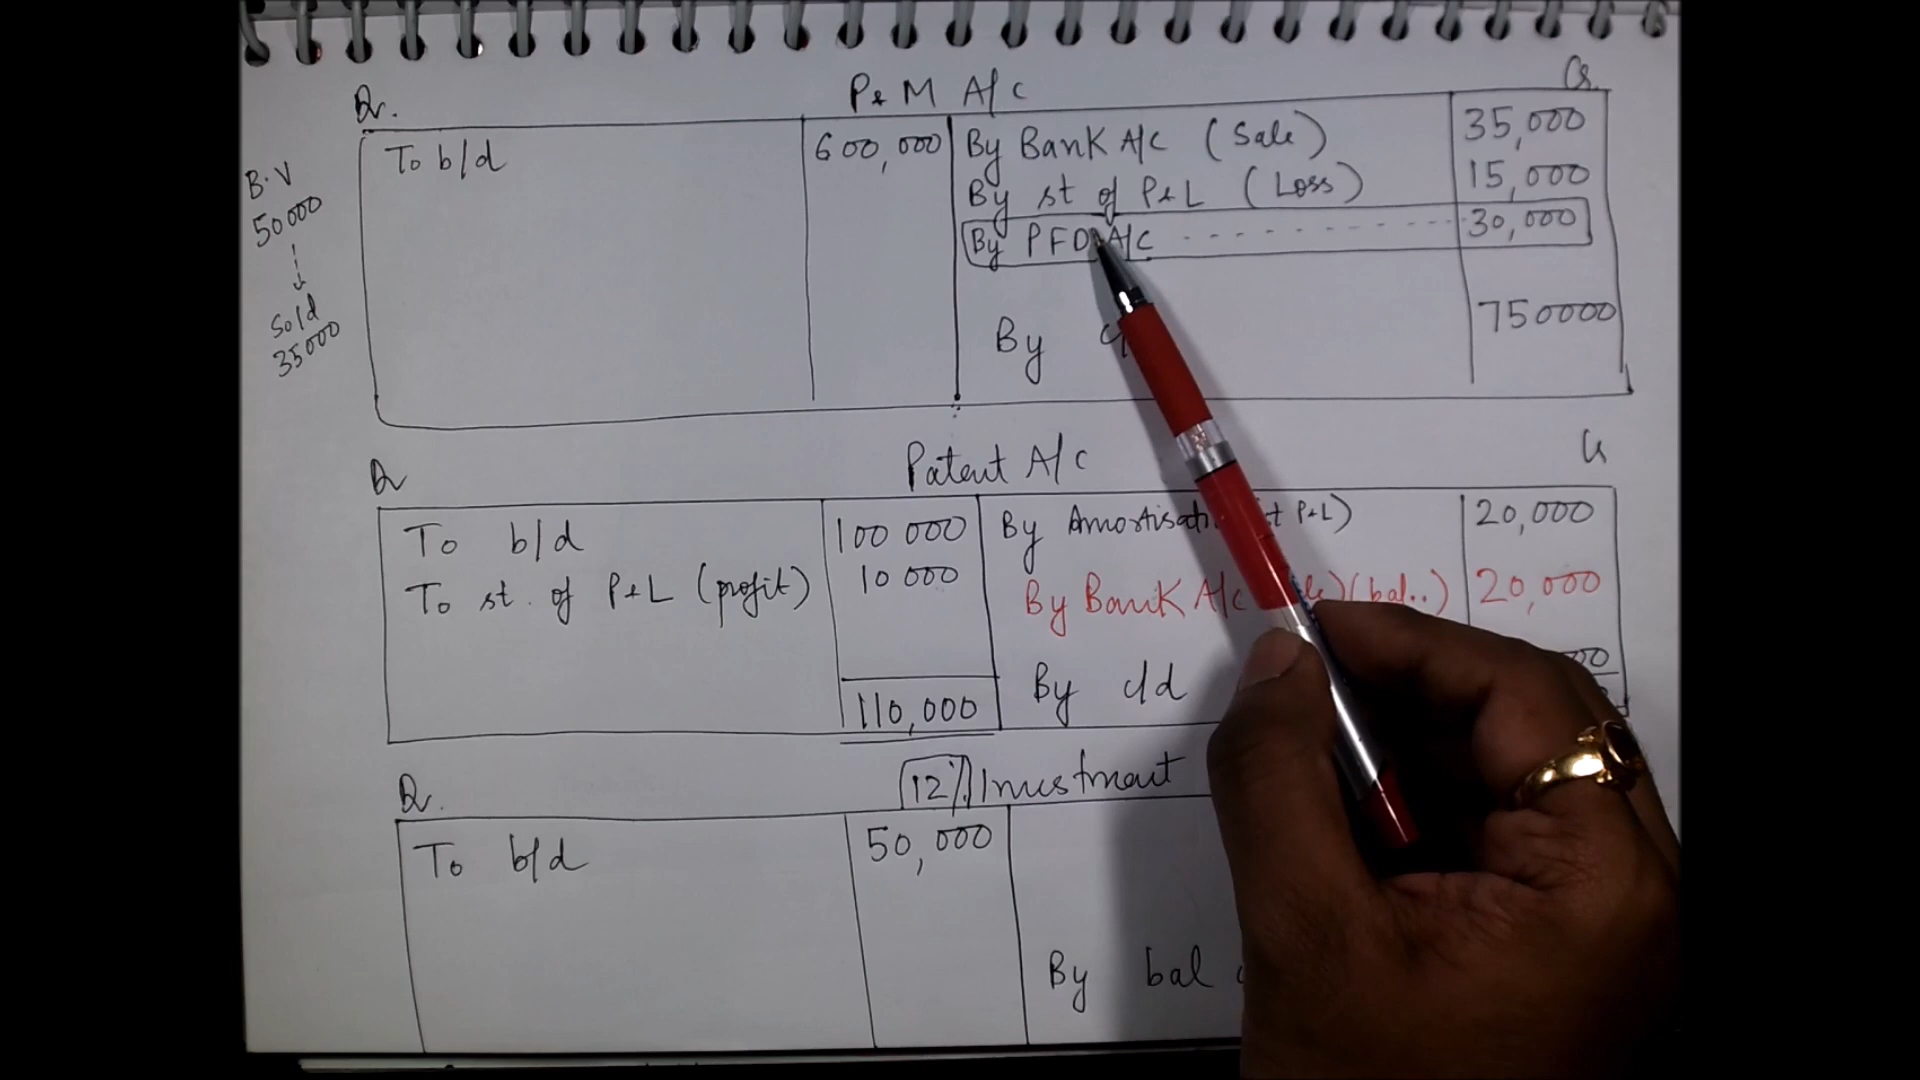 P&M A/c
Dr.
Cr
To b/d 600,000 By Bank A/c (Sale) 35,000
By st of P&L (Loss) 15,000
By PFD A/c 30,000
By 750000
B.V
50000
Sold
35000
Patent A/c
Dr
Cr
To b/d 100 000 By P&L) 20,000
To st. of P&L (profit) 10 000 By Bank A/c (bal..) 20,000
By c/d
110,000
12% Investment
Dr.
To b/d 50,000
By bal